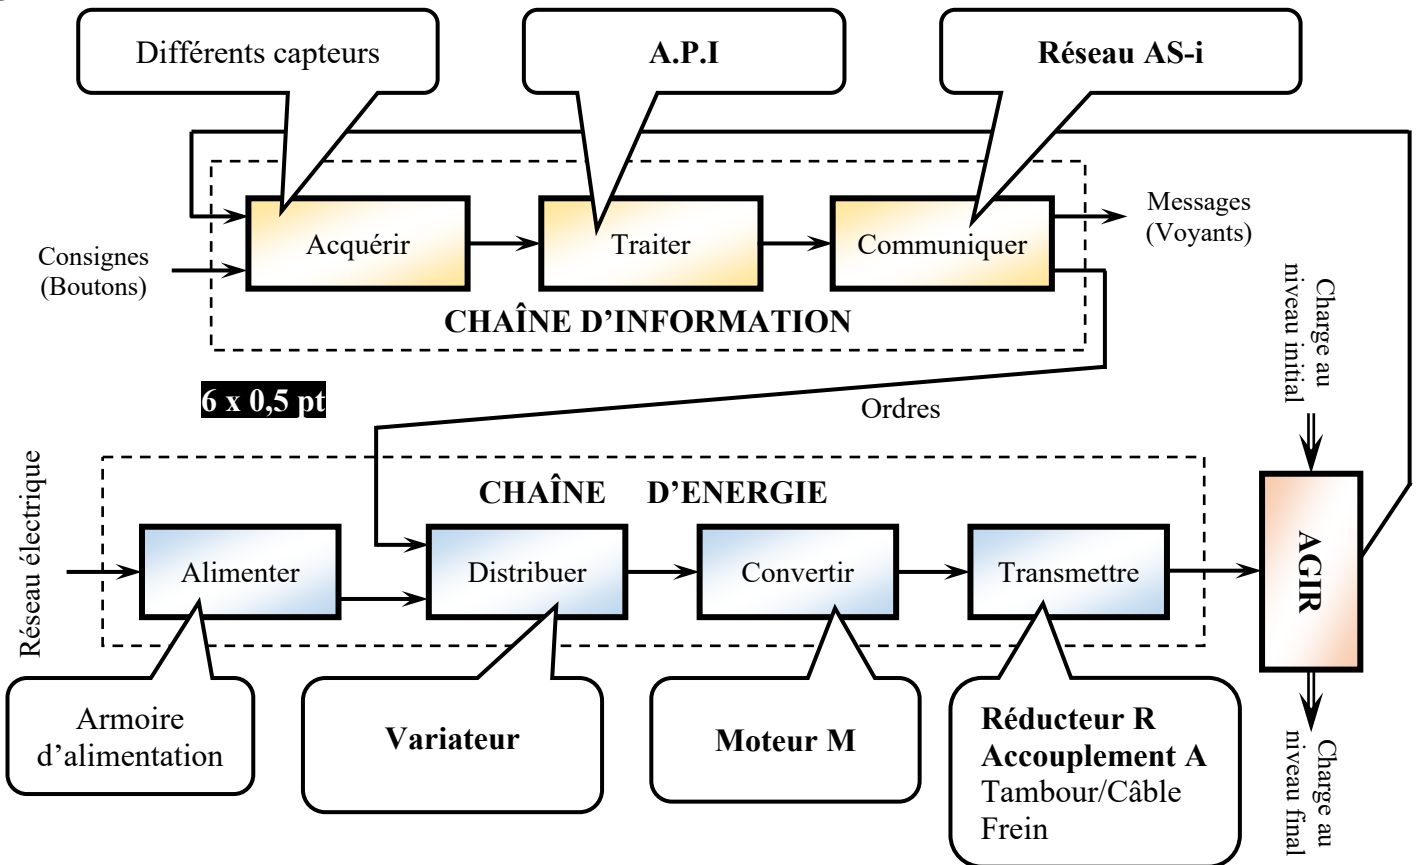 Différents capteurs
A.P.I
Réseau AS-i
Acquérir
Traiter
Communiquer
Messages
(Voyants)
Consignes
(Boutons)
CHAÎNE D’INFORMATION
Charge au
niveau initial
6 x 0,5 pt
Ordres
Réseau électrique
CHAÎNE D’ENERGIE
Alimenter
Distribuer
Convertir
Transmettre
AGIR
Armoire
d’alimentation
Variateur
Moteur M
Réducteur R
Accouplement A
Tambour/Câble
Frein
Charge au
niveau final